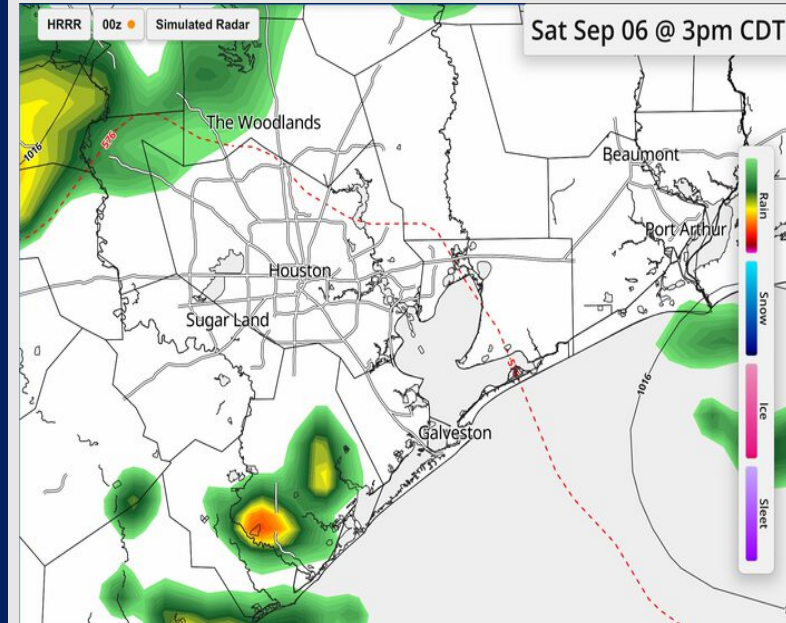 HRRR 00z Simulated Radar
Sat Sep 06 @ 3pm CDT
The Woodlands
1016
576
Beaumont
Port Arthur
Houston
Sugar Land
1016
Galveston
Rain
Snow
Ice
Sleet